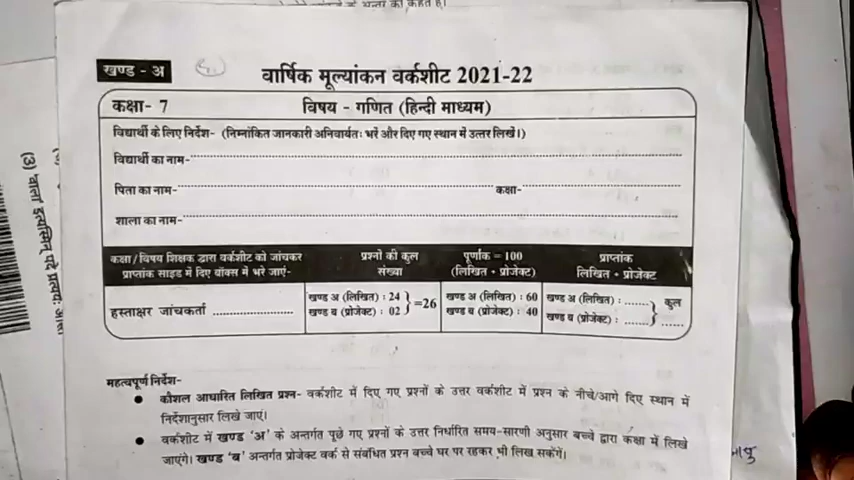 के अन्तर को कहते हैं।
खण्ड - अ
वार्षिक मूल्यांकन वर्कशीट 2021-22
कक्षा- 7
विषय - गणित (हिन्दी माध्यम)
विद्यार्थी के लिए निर्देश- (निम्नांकित जानकारी अनिवार्यतः भरें और दिए गए स्थान में उत्तर लिखें।)
विद्यार्थी का नाम-
पिता का नाम- कक्षा-
शाला का नाम-
कक्षा/विषय शिक्षक द्वारा वर्कशीट को जांचकर
प्राप्तांक साइड में दिए बॉक्स में भरे जाएं-
प्रश्नों की कुल
संख्या
पूर्णांक = 100
(लिखित + प्रोजेक्ट)
प्राप्तांक
लिखित + प्रोजेक्ट
हस्ताक्षर जांचकर्ता ....................
खण्ड अ (लिखित) : 24
खण्ड ब (प्रोजेक्ट) : 02
=26
खण्ड अ (लिखित) : 60
खण्ड ब (प्रोजेक्ट) : 40
खण्ड अ (लिखित) : ......
खण्ड ब (प्रोजेक्ट) : ......
कुल
......
महत्वपूर्ण निर्देश-
● कौशल आधारित लिखित प्रश्न- वर्कशीट में दिए गए प्रश्नों के उत्तर वर्कशीट में प्रश्न के नीचे/आगे दिए स्थान में
निर्देशानुसार लिखे जाएं।
● वर्कशीट में खण्ड 'अ' के अन्तर्गत पूछे गए प्रश्नों के उत्तर निर्धारित समय-सारणी अनुसार बच्चे द्वारा कक्षा में लिखे
जाएंगे। खण्ड 'ब' अन्तर्गत प्रोजेक्ट वर्क से संबंधित प्रश्न बच्चे घर पर रहकर भी लिख सकेंगे।